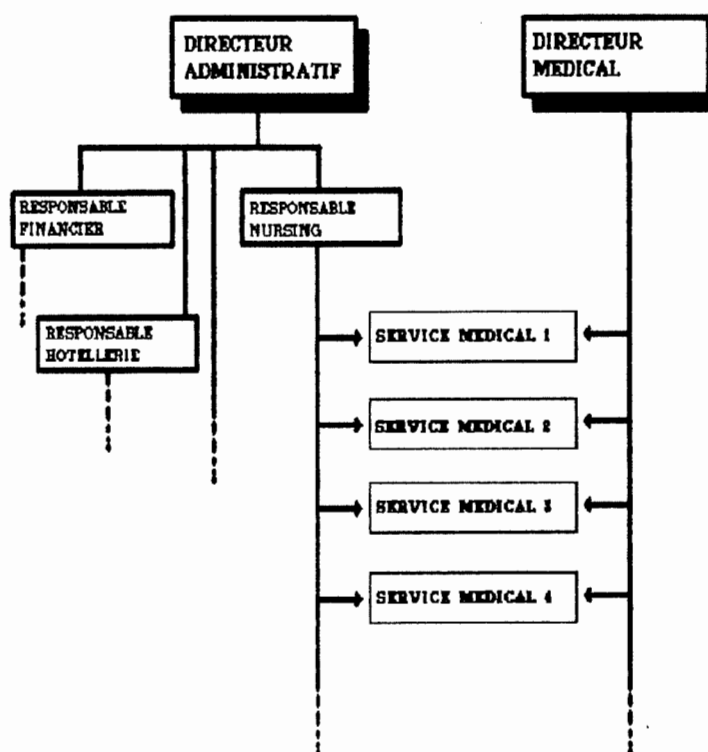 DIRECTEUR
ADMINISTRATIF
DIRECTEUR
MEDICAL
RESPONSABLE
FINANCIER
RESPONSABLE
NURSING
RESPONSABLE
HOTELLERIE
SERVICE MEDICAL 1
SERVICE MEDICAL 2
SERVICE MEDICAL 3
SERVICE MEDICAL 4